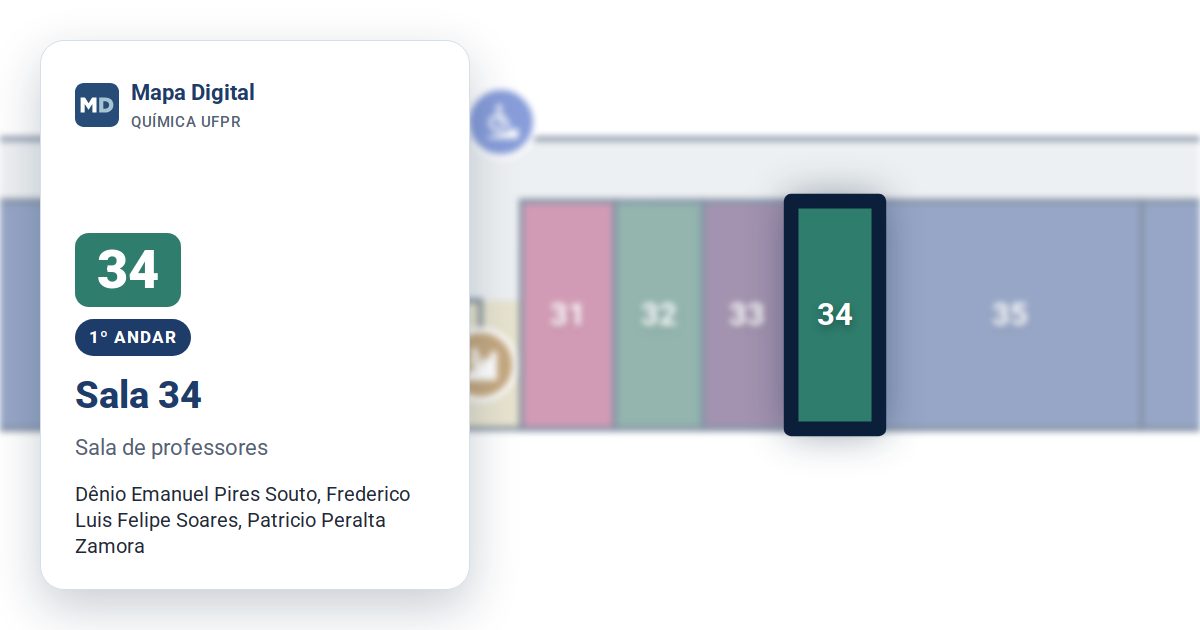 MD
Mapa Digital
QUÍMICA UFPR
34
1º ANDAR
Sala 34
Sala de professores
Dênio Emanuel Pires Souto, Frederico
Luis Felipe Soares, Patricio Peralta
Zamora
31
32
33
34
35